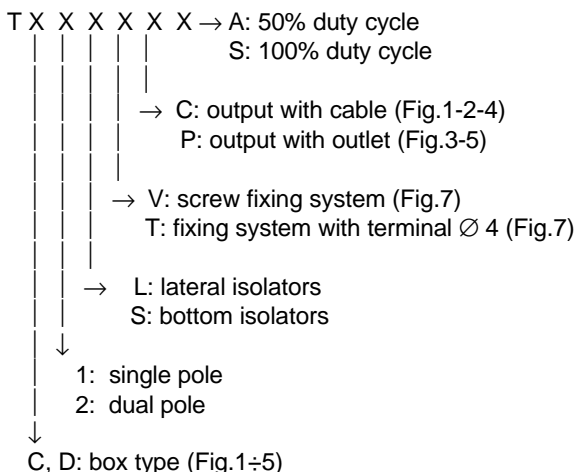 T X X X X X X → A: 50% duty cycle
S: 100% duty cycle
→ C: output with cable (Fig.1-2-4)
P: output with outlet (Fig.3-5)
→ V: screw fixing system (Fig.7)
T: fixing system with terminal ∅ 4 (Fig.7)
→ L: lateral isolators
S: bottom isolators
1: single pole
2: dual pole
C, D: box type (Fig.1÷5)